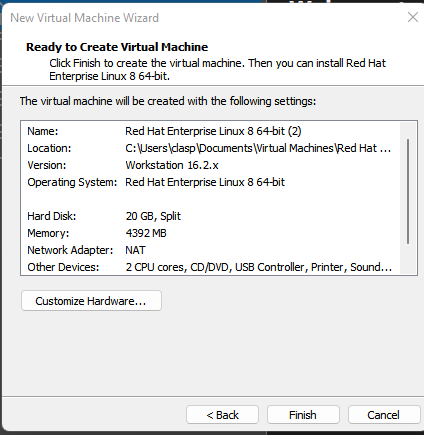 New Virtual Machine Wizard
Ready to Create Virtual Machine
Click Finish to create the virtual machine. Then you can install Red Hat
Enterprise Linux 8 64-bit.
The virtual machine will be created with the following settings:
Name: Red Hat Enterprise Linux 8 64-bit (2)
Location: C:\Users\clasp\Documents\Virtual Machines\Red Hat ...
Version: Workstation 16.2.x
Operating System: Red Hat Enterprise Linux 8 64-bit
Hard Disk: 20 GB, Split
Memory: 4392 MB
Network Adapter: NAT
Other Devices: 2 CPU cores, CD/DVD, USB Controller, Printer, Sound...
Customize Hardware...
< Back Finish Cancel